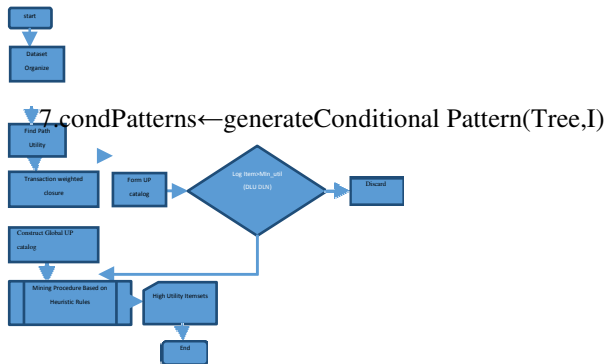 start
Dataset
Organize
7.condPatterns←generateConditional Pattern(Tree,I)
Find Path
Utility
Transaction weighted
closure
Form UP
catalog
Log Item>Min_util
(DLU DLN)
Discard
Construct Global UP
catalog
Mining Procedure Based on
Heuristic Rules
High Utility Itemsets
End